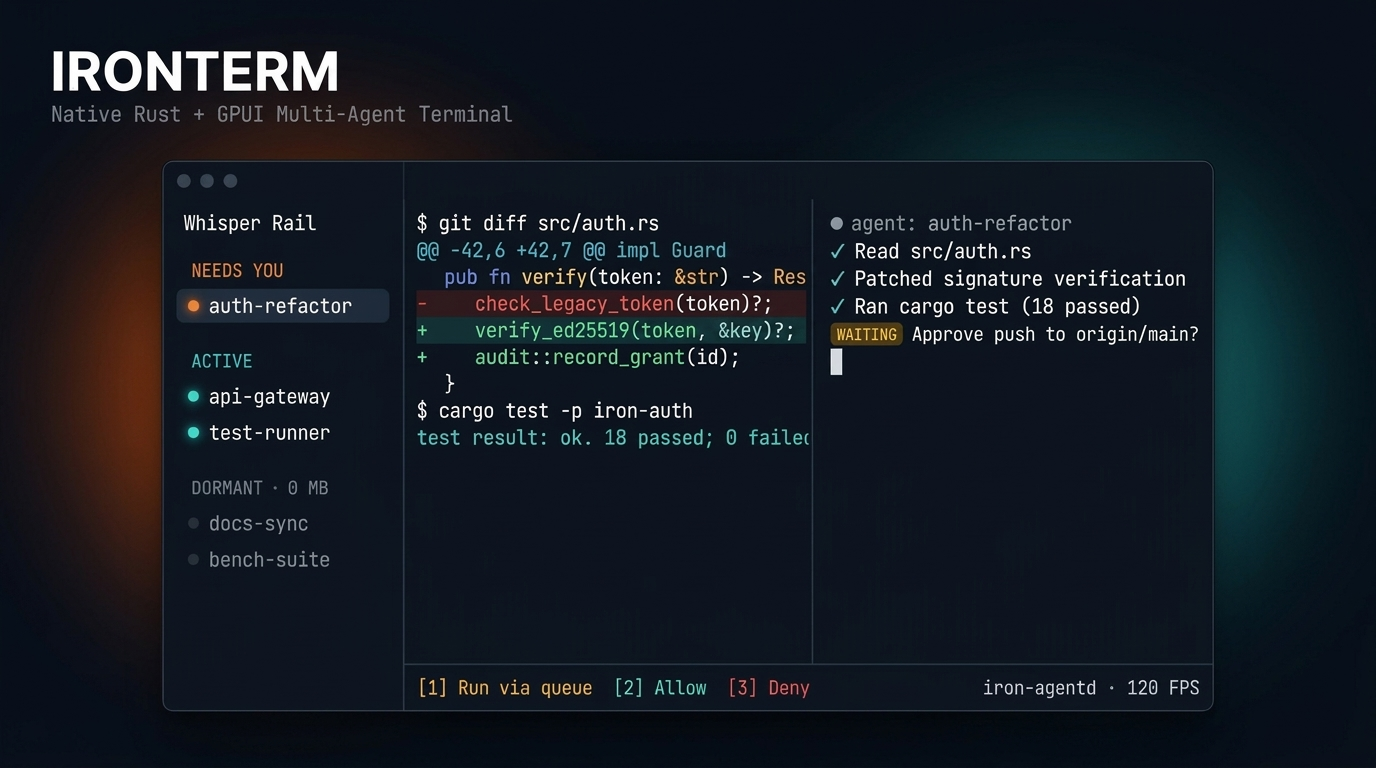 IRONTERM
Native Rust + GPUI Multi-Agent Terminal
Whisper Rail
NEEDS YOU
auth-refactor
ACTIVE
api-gateway
test-runner
DORMANT · 0 MB
docs-sync
bench-suite
$ git diff src/auth.rs
@@ -42,6 +42,7 @@ impl Guard
pub fn verify(token: &str) -> Res
- check_legacy_token(token)?;
+ verify_ed25519(token, &key)?;
+ audit::record_grant(id);
}
$ cargo test -p iron-auth
test result: ok. 18 passed; 0 failed
agent: auth-refactor
✓ Read src/auth.rs
✓ Patched signature verification
✓ Ran cargo test (18 passed)
WAITING Approve push to origin/main?
[1] Run via queue [2] Allow [3] Deny
iron-agentd · 120 FPS